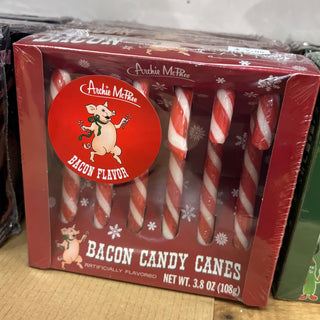 Archie McPhee
Archie McPhee
BACON FLAVOR
BACON CANDY CANES
ARTIFICIALLY FLAVORED
NET WT. 3.8 OZ (108g)